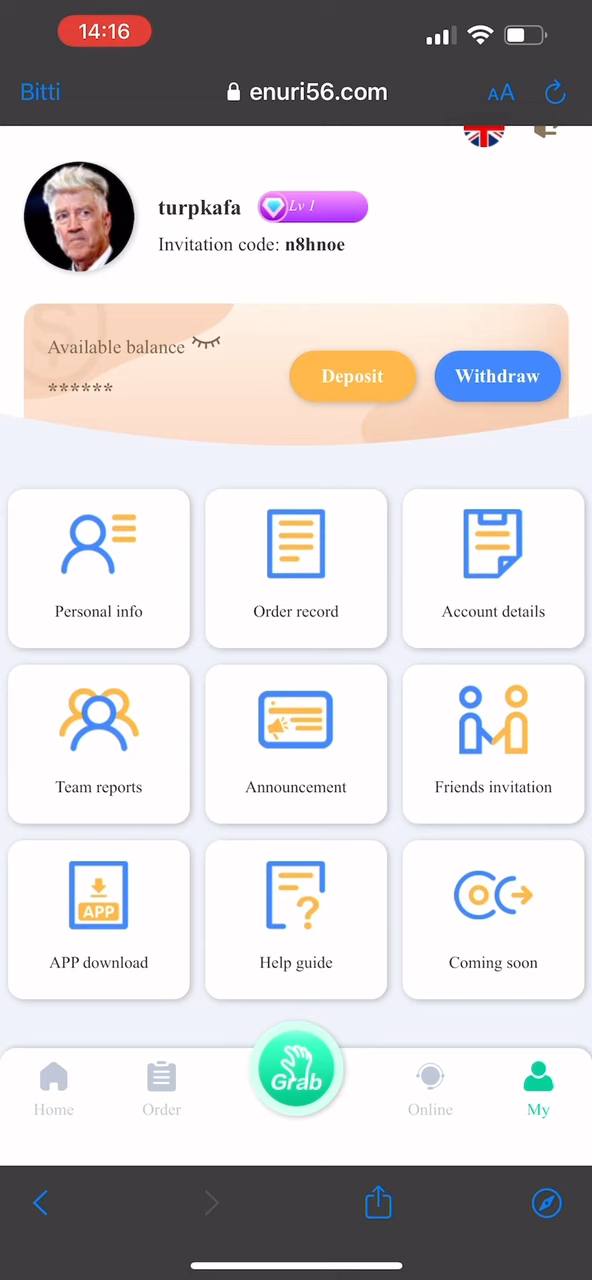 14:16
Bitti
enuri56.com
AA
turpkafa
Lv 1
Invitation code: n8hnoe
Available balance
******
Deposit
Withdraw
Personal info
Order record
Account details
Team reports
Announcement
Friends invitation
APP
APP download
?
Help guide
Coming soon
Grab
Home
Order
Online
My